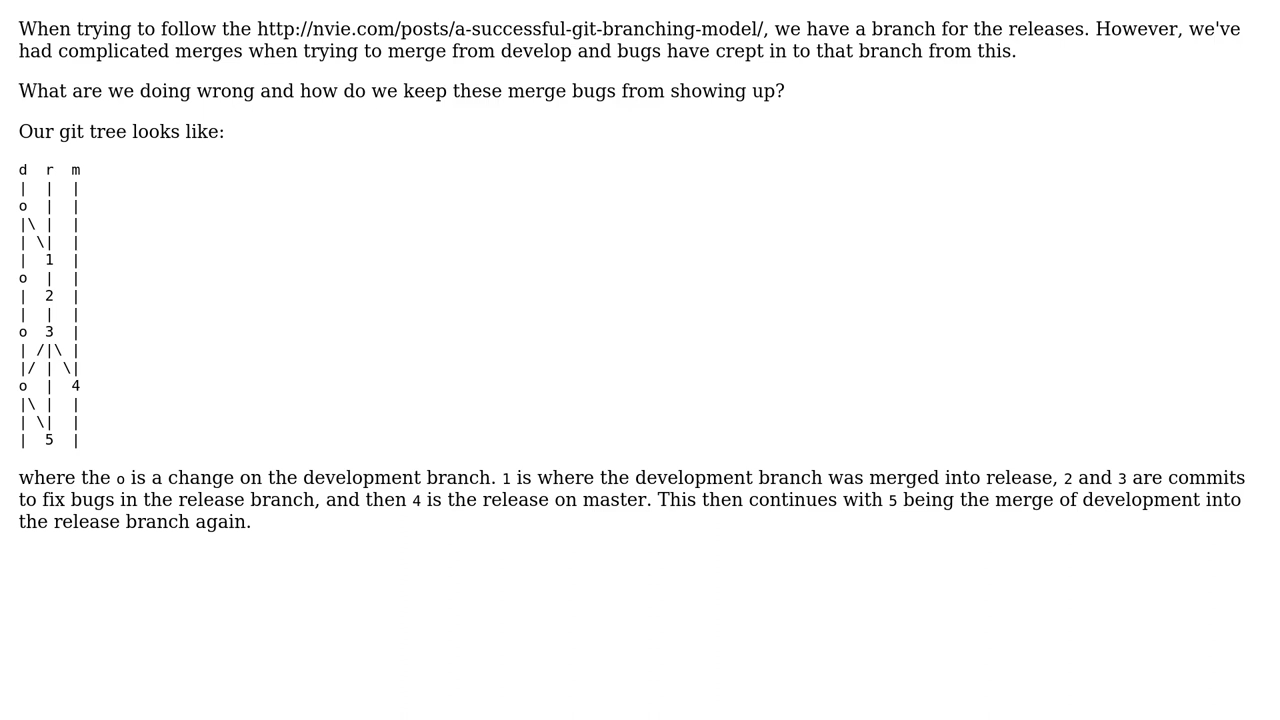 When trying to follow the http://nvie.com/posts/a-successful-git-branching-model/, we have a branch for the releases. However, we've
had complicated merges when trying to merge from develop and bugs have crept in to that branch from this.
What are we doing wrong and how do we keep these merge bugs from showing up?
Our git tree looks like:
d  r  m
|  |  |
o  |  |
|\ |  |
| \|  |
|  1  |
o  |  |
|  2  |
|  |  |
o  3  |
| /|\ |
|/ | \|
o  |  4
|\ |  |
| \|  |
|  5  |
where the o is a change on the development branch. 1 is where the development branch was merged into release, 2 and 3 are commits
to fix bugs in the release branch, and then 4 is the release on master. This then continues with 5 being the merge of development into
the release branch again.